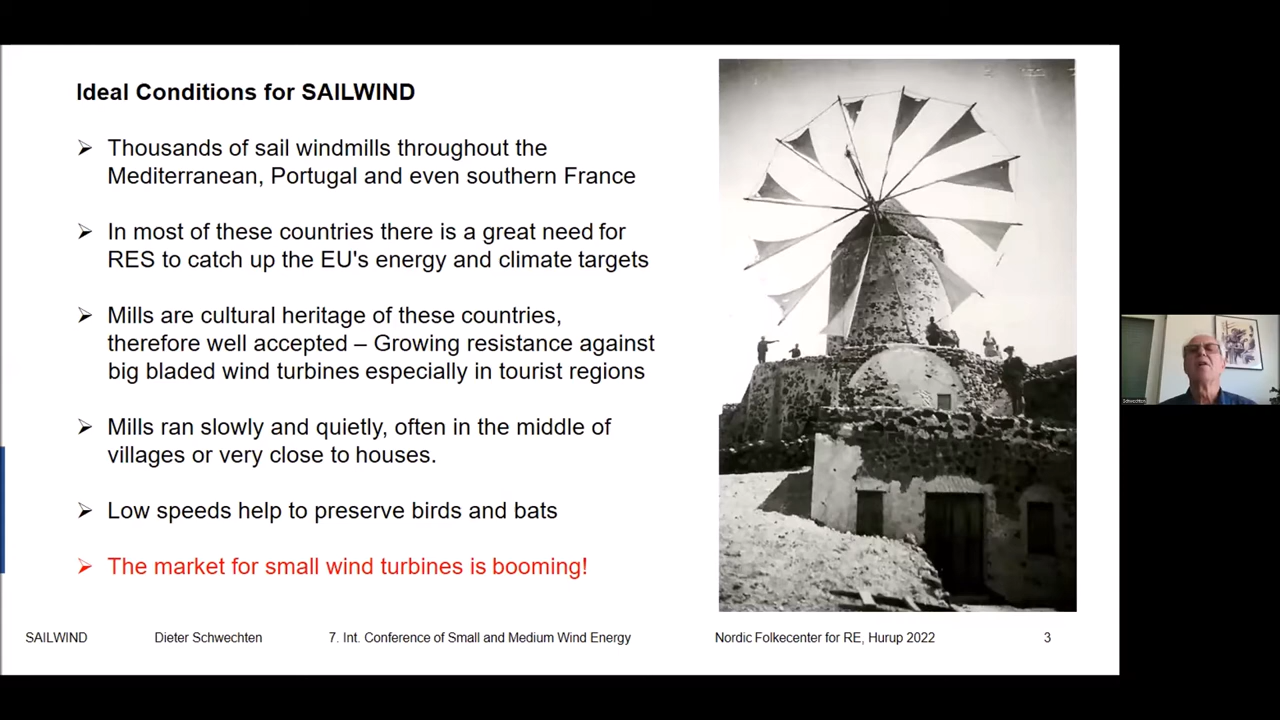 Ideal Conditions for SAILWIND
➢ Thousands of sail windmills throughout the
Mediterranean, Portugal and even southern France
➢ In most of these countries there is a great need for
RES to catch up the EU's energy and climate targets
➢ Mills are cultural heritage of these countries,
therefore well accepted – Growing resistance against
big bladed wind turbines especially in tourist regions
➢ Mills ran slowly and quietly, often in the middle of
villages or very close to houses.
➢ Low speeds help to preserve birds and bats
➢ The market for small wind turbines is booming!
SAILWIND Dieter Schwechten 7. Int. Conference of Small and Medium Wind Energy Nordic Folkecenter for RE, Hurup 2022 3
Schwechten